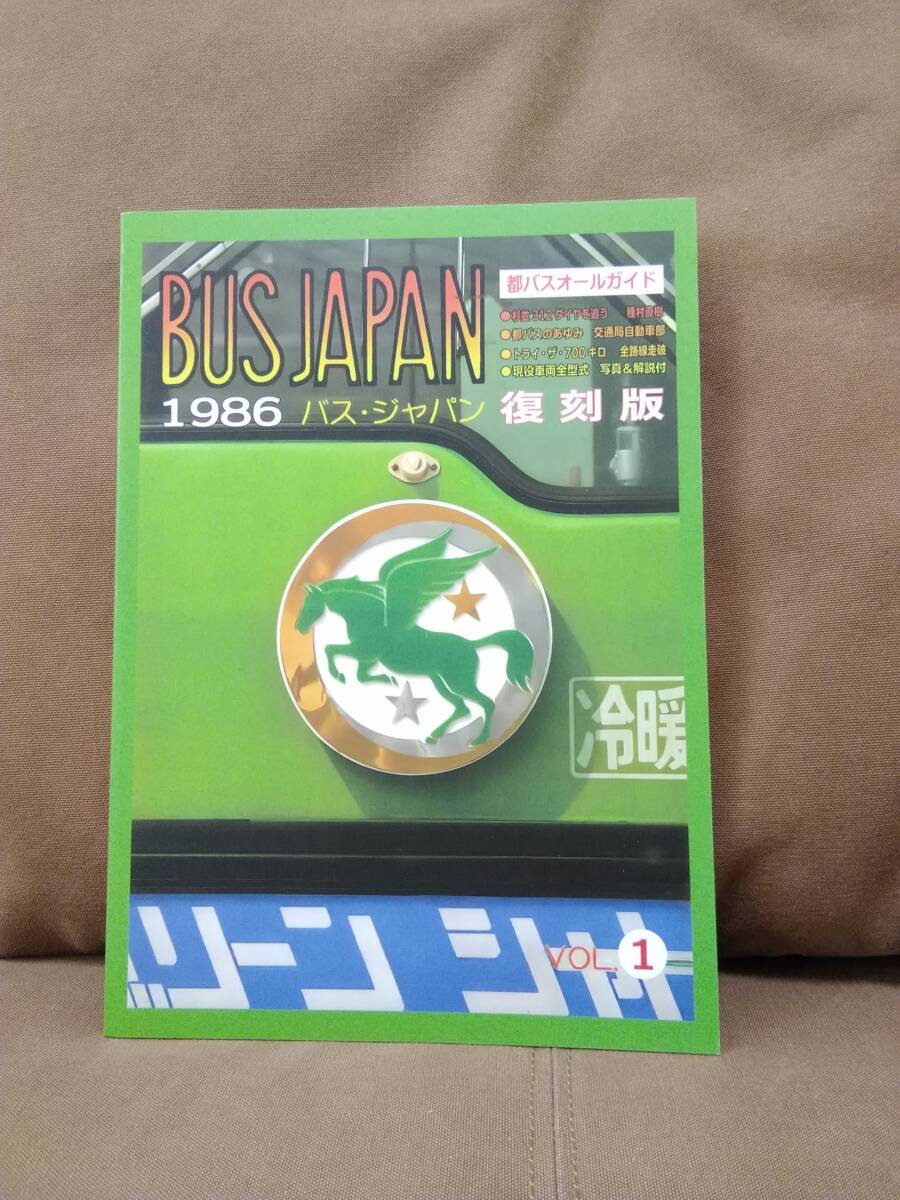 BUS JAPAN
1986 バス・ジャパン
都バスオールガイド
●杉並312ダイヤを追う 種村直樹
●都バスのあゆみ 交通局自動車部
●トライ・ザ・700キロ 全路線走破
●現役車両全型式 写真&解説付
復刻版
冷暖
VOL. 1